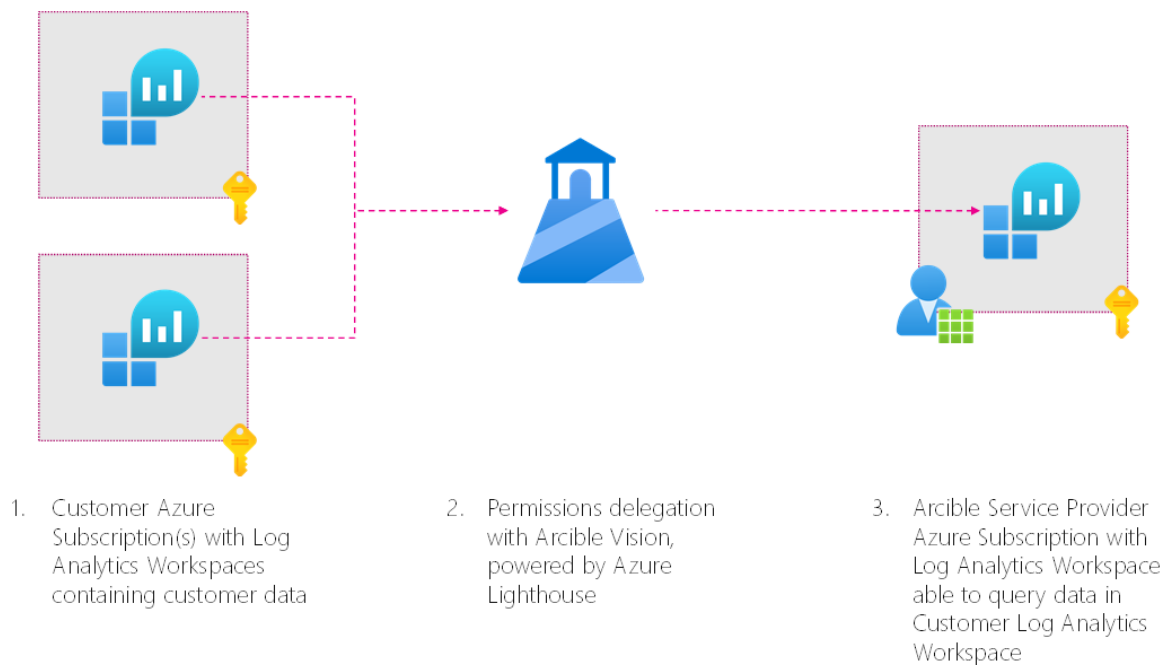 1. Customer Azure
Subscription(s) with Log
Analytics Workspaces
containing customer data
2. Permissions delegation
with Arcible Vision,
powered by Azure
Lighthouse
3. Arcible Service Provider
Azure Subscription with
Log Analytics Workspace
able to query data in
Customer Log Analytics
Workspace